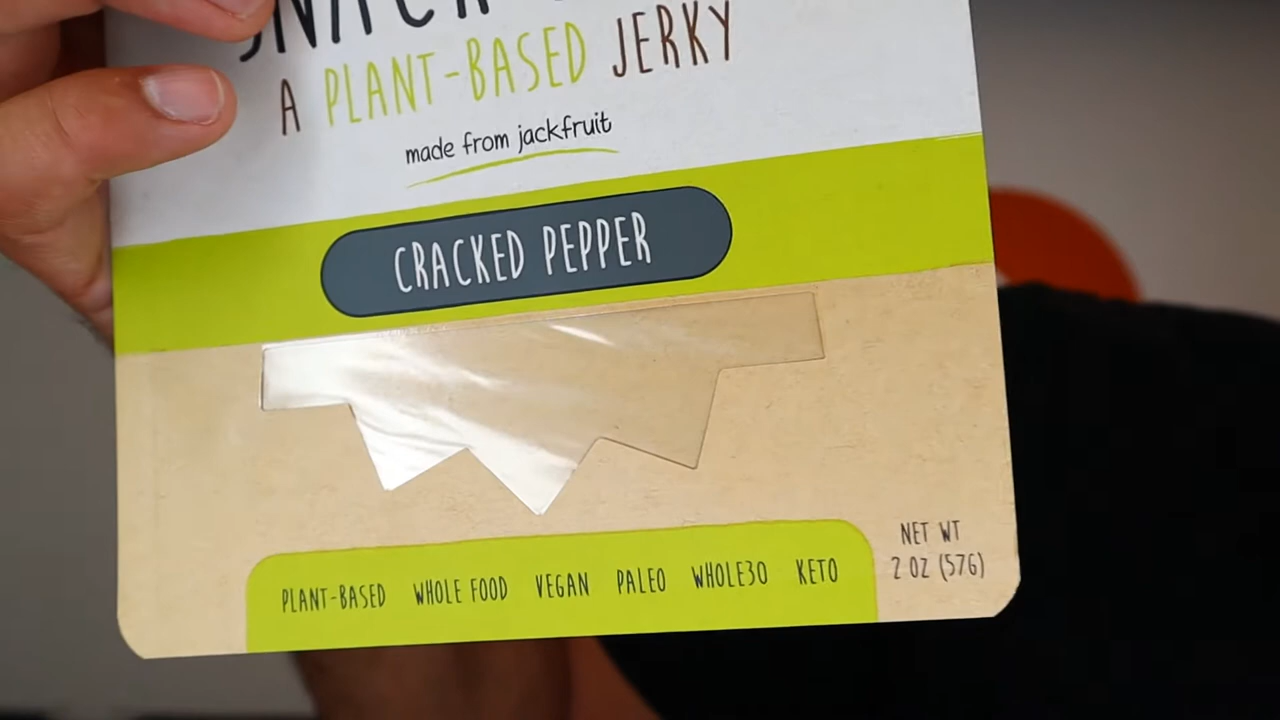 A PLANT-BASED JERKY
made from jackfruit
CRACKED PEPPER
NET WT
2 OZ (57G)
PLANT-BASED WHOLE FOOD VEGAN PALEO WHOLE30 KETO